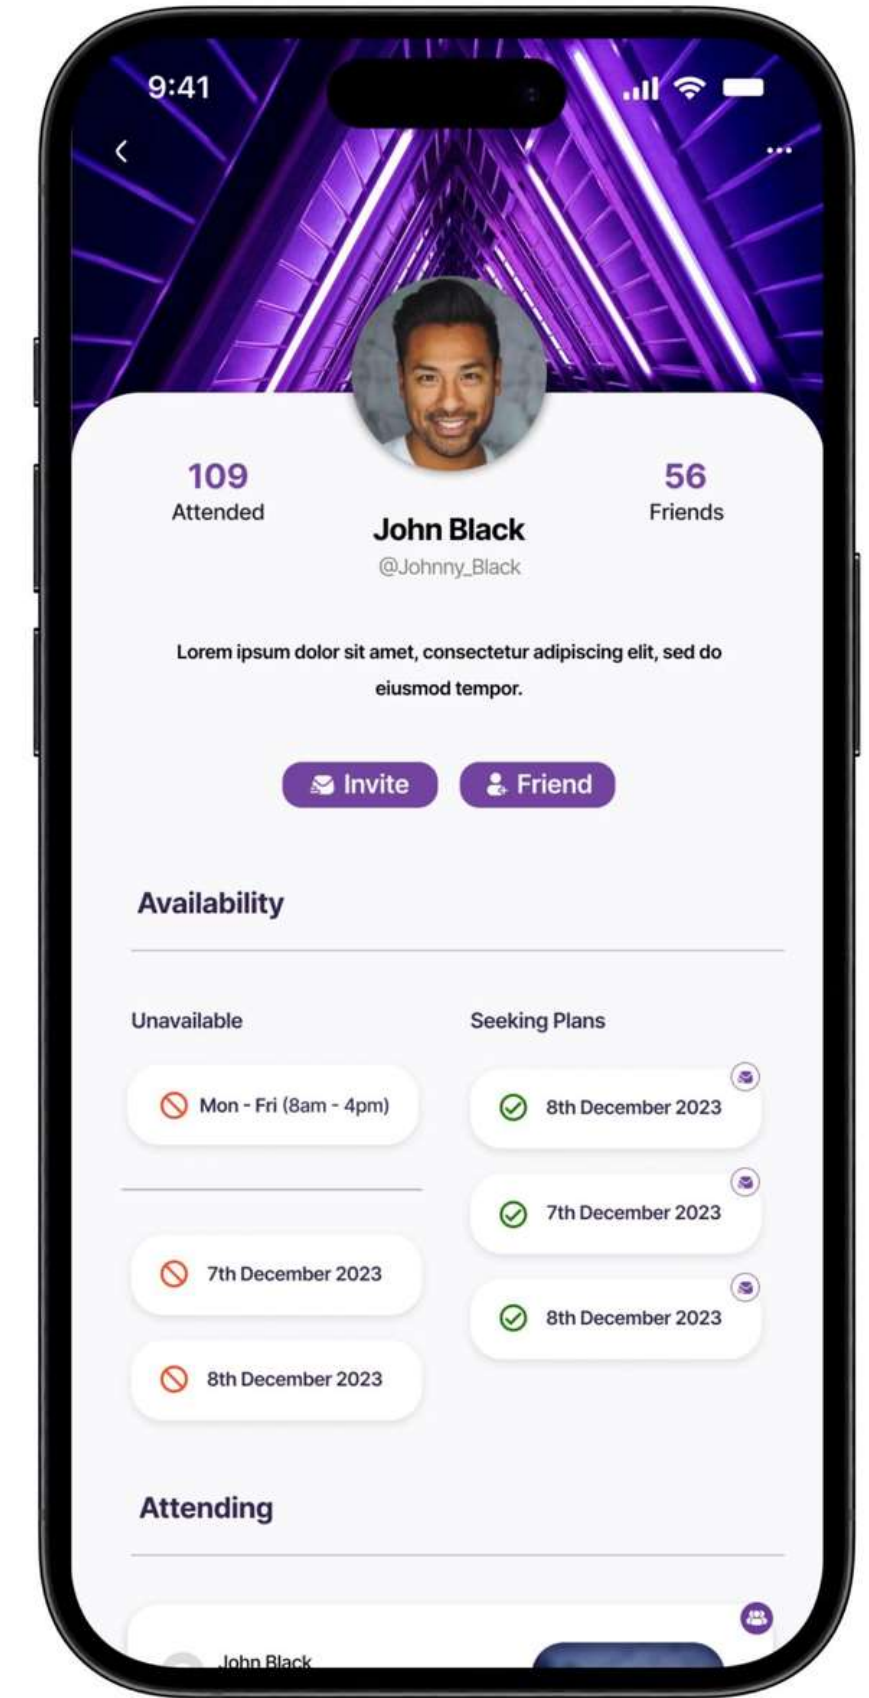 9:41
109
Attended
56
Friends
John Black
@Johnny_Black
Lorem ipsum dolor sit amet, consectetur adipiscing elit, sed do
eiusmod tempor.
Invite
Friend
Availability
Unavailable
Mon - Fri (8am - 4pm)
7th December 2023
8th December 2023
Seeking Plans
8th December 2023
7th December 2023
8th December 2023
Attending
John Black